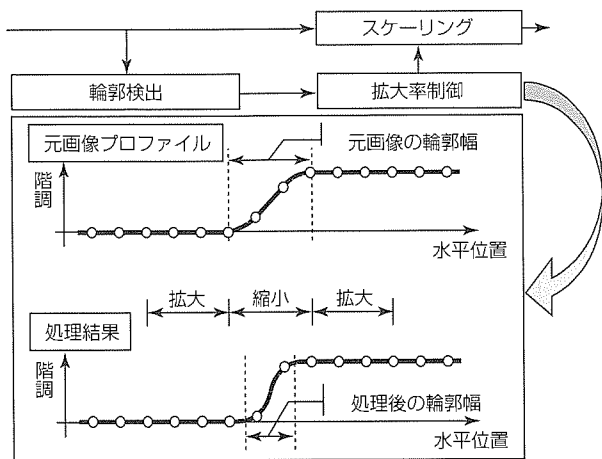 スケーリング
輪郭検出
拡大率制御
元画像プロファイル
元画像の輪郭幅
階調
水平位置
拡大
縮小
拡大
処理結果
階調
処理後の輪郭幅
水平位置